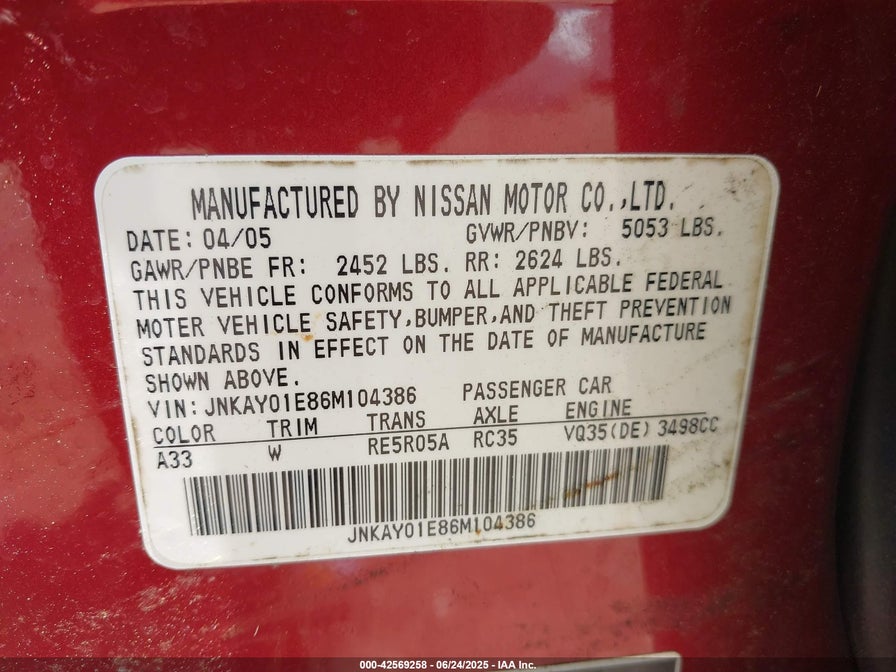 MANUFACTURED BY NISSAN MOTOR CO.,LTD.
DATE: 04/05 GVWR/PNBV: 5053 LBS.
GAWR/PNBE FR: 2452 LBS. RR: 2624 LBS.
THIS VEHICLE CONFORMS TO ALL APPLICABLE FEDERAL
MOTER VEHICLE SAFETY,BUMPER,AND THEFT PREVENTION
STANDARDS IN EFFECT ON THE DATE OF MANUFACTURE
SHOWN ABOVE.
VIN: JNKAY01E86M104386 PASSENGER CAR
COLOR TRIM TRANS AXLE ENGINE
A33 W RE5R05A RC35 VQ35(DE) 3498CC
JNKAY01E86M104386
000-42569258 - 06/24/2025 - IAA Inc.